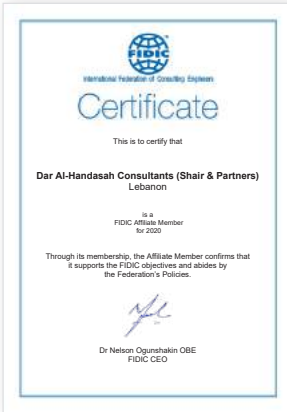 FIDIC
International Federation of Consulting Engineers
Certificate
This is to certify that
Dar Al-Handasah Consultants (Shair & Partners)
Lebanon
is a
FIDIC Affiliate Member
for 2020
Through its membership, the Affiliate Member confirms that
it supports the FIDIC objectives and abides by
the Federation's Policies.
Dr Nelson Ogunshakin OBE
FIDIC CEO